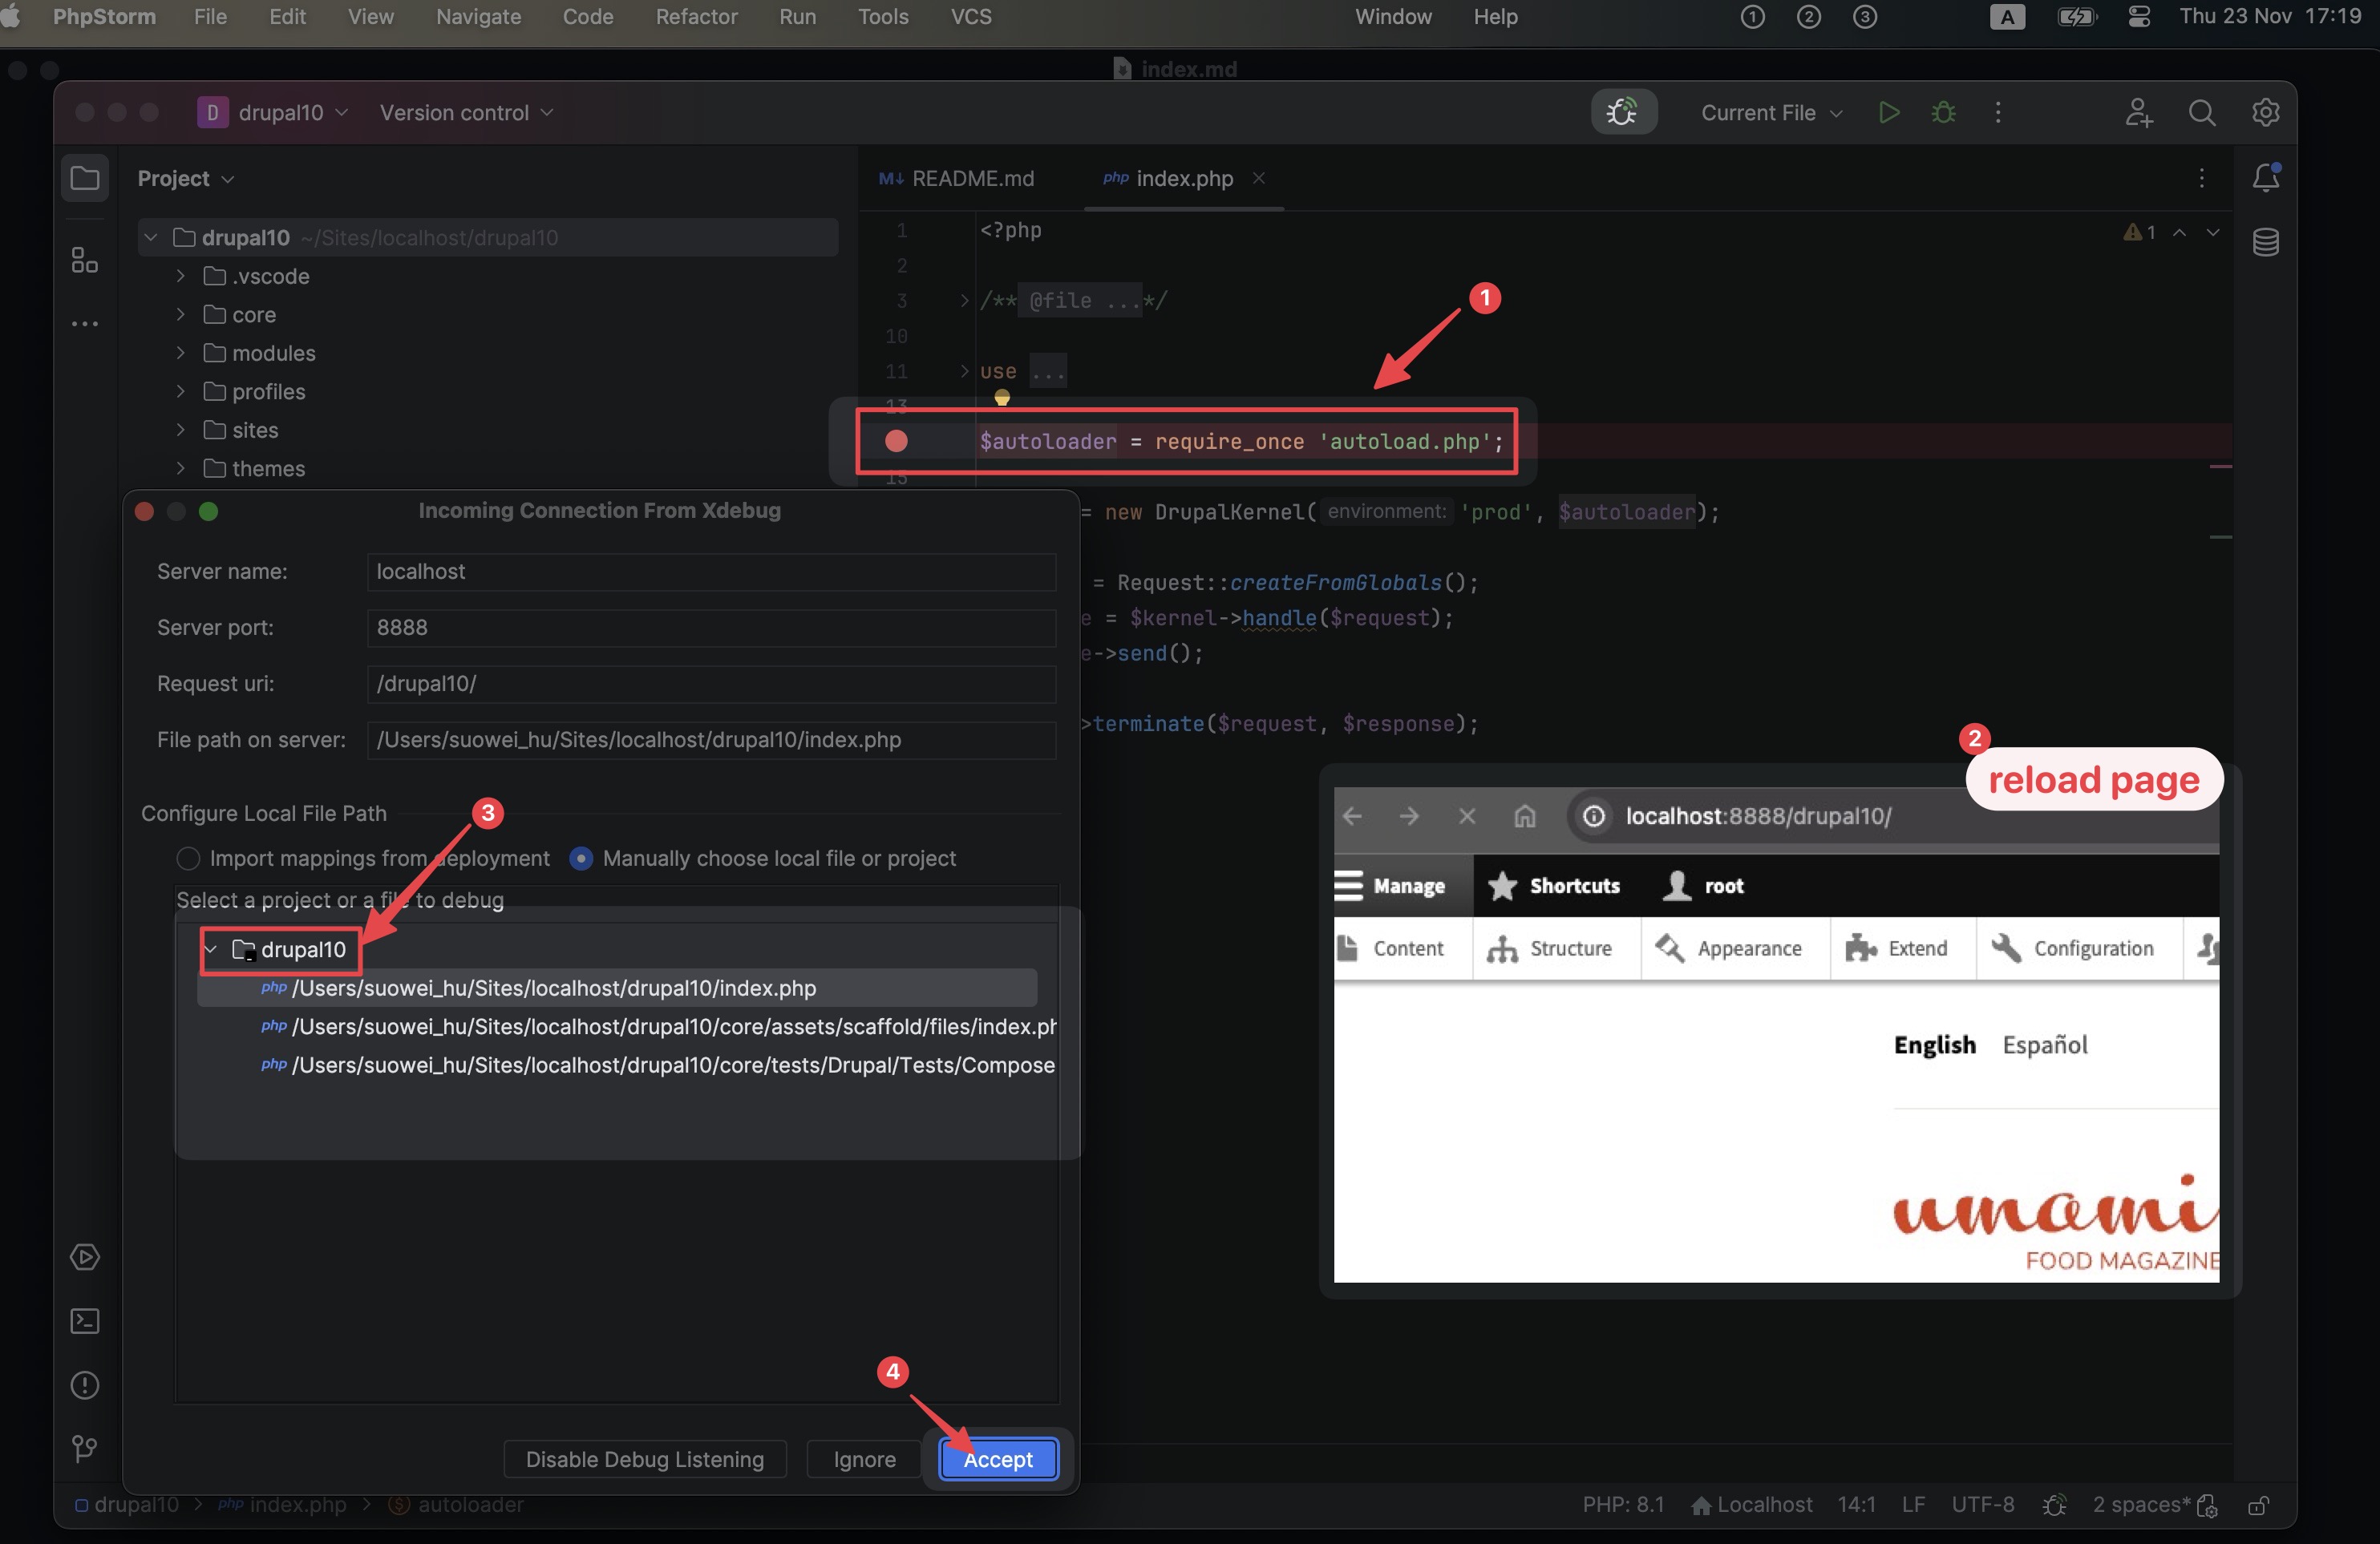 PhpStorm File Edit View Navigate Code Refactor Run Tools VCS Window Help 1 2 3 A Thu 23 Nov 17:19
index.md
D drupal10 Version control Current File
Project
drupal10 ~/Sites/localhost/drupal10
.vscode
core
modules
profiles
sites
themes
M↓ README.md php index.php
1 <?php
1
2
3 /** @file ...*/
1
10
11 use ...
13
$autoloader = require_once 'autoload.php';
15
= new DrupalKernel( environment: 'prod', $autoloader);
= Request::createFromGlobals();
e = $kernel->handle($request);
e->send();
>terminate($request, $response);
Incoming Connection From Xdebug
Server name: localhost
Server port: 8888
Request uri: /drupal10/
File path on server: /Users/suowei_hu/Sites/localhost/drupal10/index.php
Configure Local File Path
3
Import mappings from deployment Manually choose local file or project
Select a project or a file to debug
drupal10
php /Users/suowei_hu/Sites/localhost/drupal10/index.php
php /Users/suowei_hu/Sites/localhost/drupal10/core/assets/scaffold/files/index.ph
php /Users/suowei_hu/Sites/localhost/drupal10/core/tests/Drupal/Tests/Compose
4
Disable Debug Listening Ignore Accept
2
reload page
localhost:8888/drupal10/
Manage Shortcuts root
Content Structure Appearance Extend Configuration
English Español
umami
FOOD MAGAZINE
drupal10 > php index.php > $ autoloader
PHP: 8.1 Localhost 14:1 LF UTF-8 2 spaces*